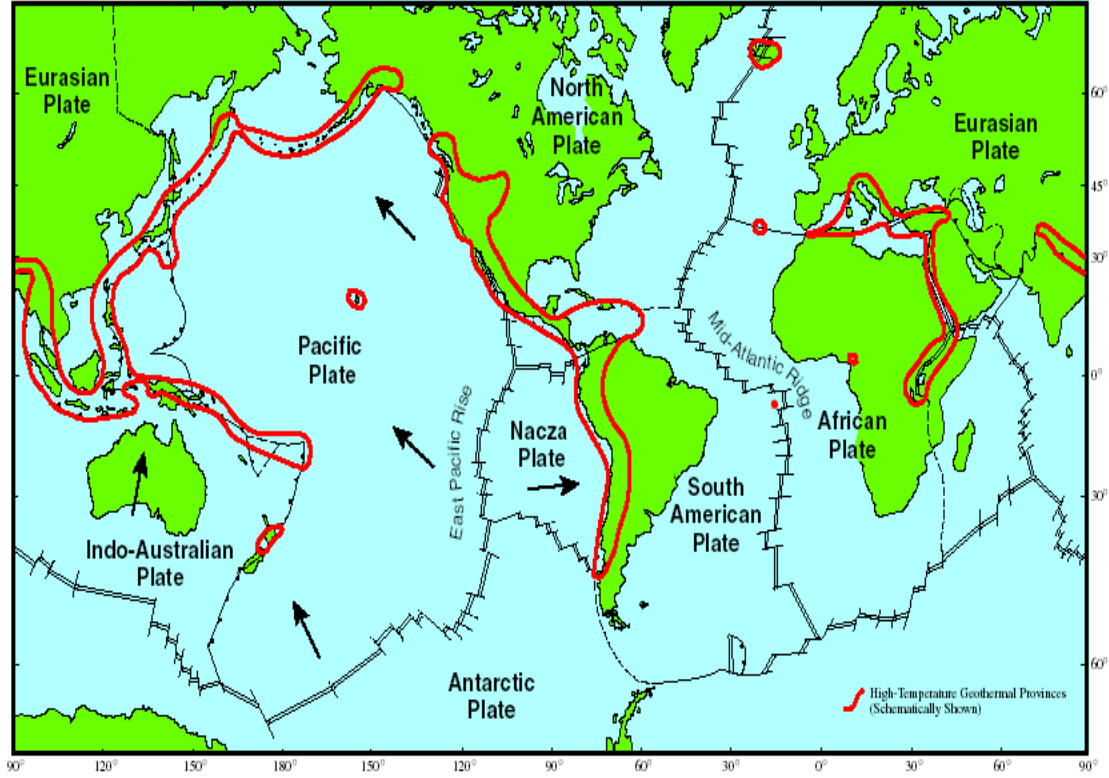 Eurasian
Plate
North
American
Plate
Eurasian
Plate
60°
45°
30°
0°
30°
60°
Pacific
Plate
Mid-Atlantic Ridge
East Pacific Rise
Nacza
Plate
African
Plate
South
American
Plate
Indo-Australian
Plate
Antarctic
Plate
High-Temperature Geothermal Provinces
(Schematically Shown)
90° 120° 150° 180° 150° 120° 90° 60° 30° 0° 30° 60° 90°